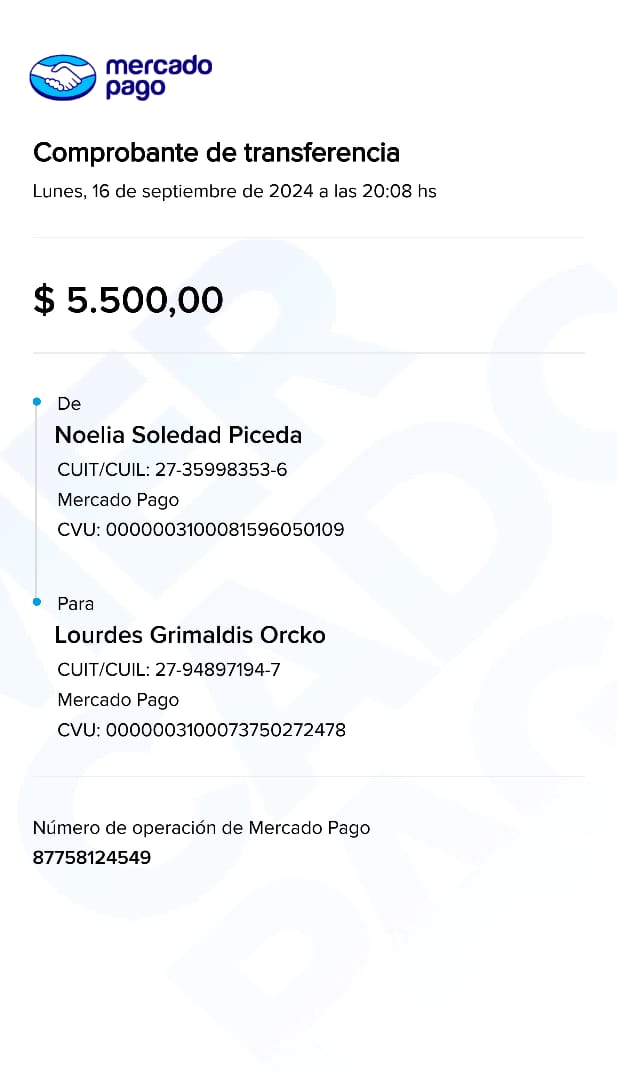 mercado
pago
Comprobante de transferencia
Lunes, 16 de septiembre de 2024 a las 20:08 hs
$ 5.500,00
De
Noelia Soledad Piceda
CUIT/CUIL: 27-35998353-6
Mercado Pago
CVU: 0000003100081596050109
Para
Lourdes Grimaldis Orcko
CUIT/CUIL: 27-94897194-7
Mercado Pago
CVU: 0000003100073750272478
Número de operación de Mercado Pago
87758124549